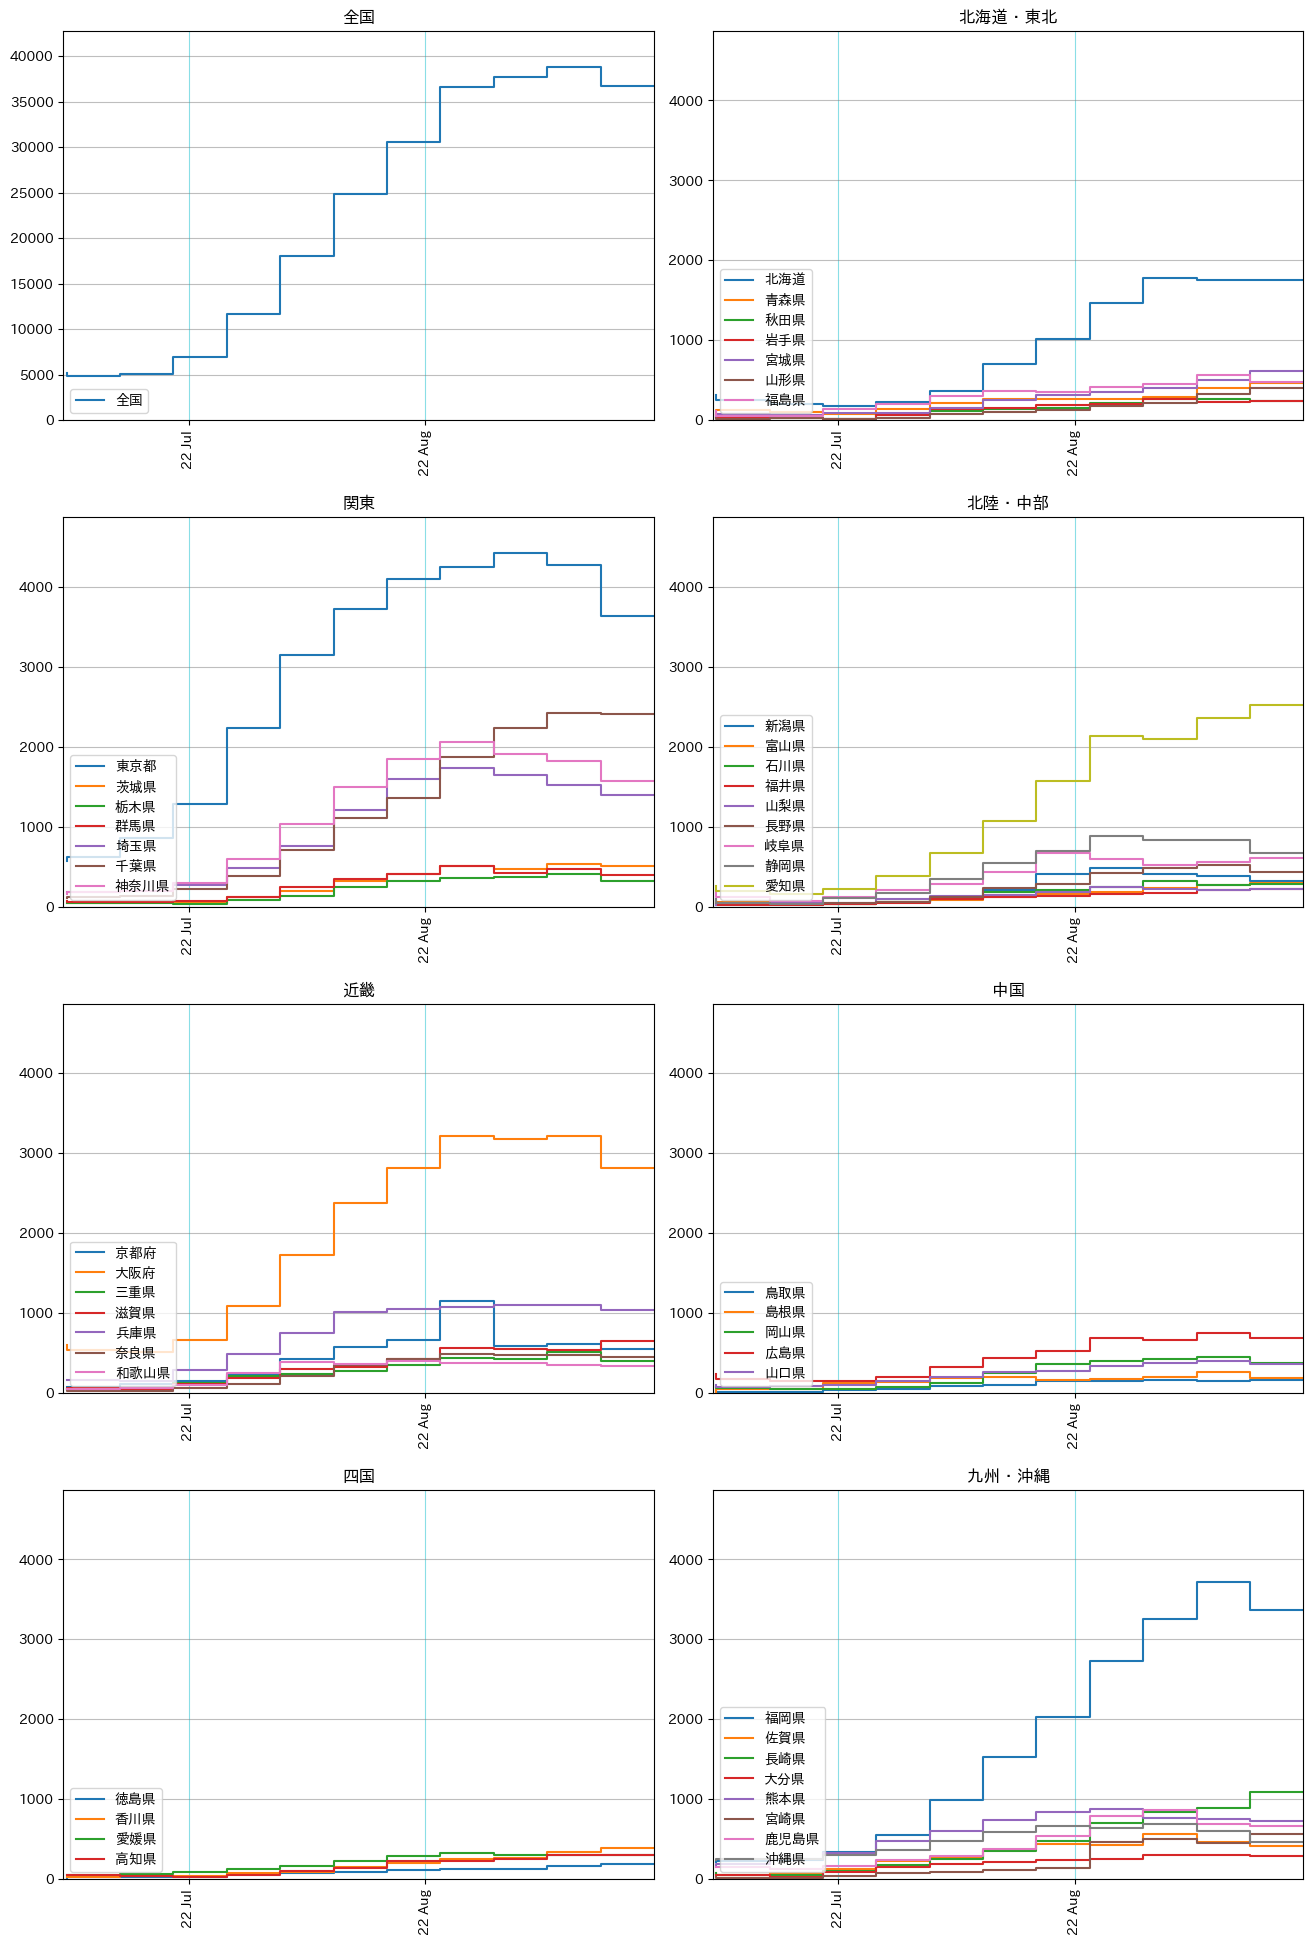 全国
40000
35000
30000
25000
20000
15000
10000
5000
0
全国
22 Jul
22 Aug
北海道・東北
4000
3000
2000
1000
0
北海道
青森県
秋田県
岩手県
宮城県
山形県
福島県
22 Jul
22 Aug
関東
4000
3000
2000
1000
0
東京都
茨城県
栃木県
群馬県
埼玉県
千葉県
神奈川県
22 Jul
22 Aug
北陸・中部
4000
3000
2000
1000
0
新潟県
富山県
石川県
福井県
山梨県
長野県
岐阜県
静岡県
愛知県
22 Jul
22 Aug
近畿
4000
3000
2000
1000
0
京都府
大阪府
三重県
滋賀県
兵庫県
奈良県
和歌山県
22 Jul
22 Aug
中国
4000
3000
2000
1000
0
鳥取県
島根県
岡山県
広島県
山口県
22 Jul
22 Aug
四国
4000
3000
2000
1000
0
徳島県
香川県
愛媛県
高知県
22 Jul
22 Aug
九州・沖縄
4000
3000
2000
1000
0
福岡県
佐賀県
長崎県
大分県
熊本県
宮崎県
鹿児島県
沖縄県
22 Jul
22 Aug